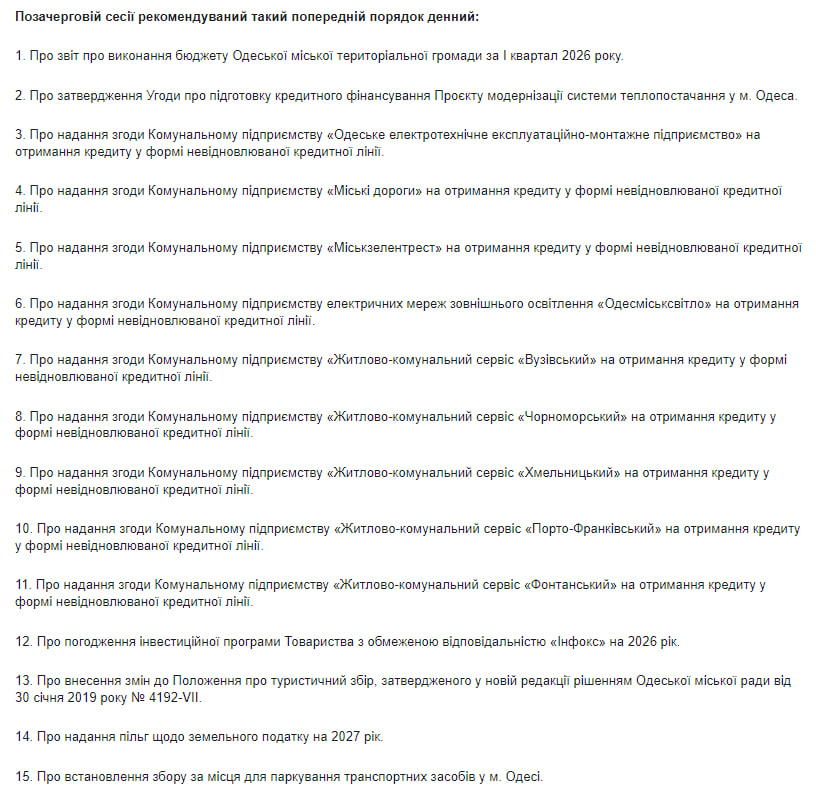 Позачерговій сесії рекомендуваний такий попередній порядок денний:
1. Про звіт про виконання бюджету Одеської міської територіальної громади за І квартал 2026 року.
2. Про затвердження Угоди про підготовку кредитного фінансування Проєкту модернізації системи теплопостачання у м. Одеса.
3. Про надання згоди Комунальному підприємству «Одеське електротехнічне експлуатаційно-монтажне підприємство» на
отримання кредиту у формі невідновлюваної кредитної лінії.
4. Про надання згоди Комунальному підприємству «Міські дороги» на отримання кредиту у формі невідновлюваної кредитної
лінії.
5. Про надання згоди Комунальному підприємству «Міськзелентрест» на отримання кредиту у формі невідновлюваної кредитної
лінії.
6. Про надання згоди Комунальному підприємству електричних мереж зовнішнього освітлення «Одесміськсвітло» на отримання
кредиту у формі невідновлюваної кредитної лінії.
7. Про надання згоди Комунальному підприємству «Житлово-комунальний сервіс «Вузівський» на отримання кредиту у формі
невідновлюваної кредитної лінії.
8. Про надання згоди Комунальному підприємству «Житлово-комунальний сервіс «Чорноморський» на отримання кредиту у
формі невідновлюваної кредитної лінії.
9. Про надання згоди Комунальному підприємству «Житлово-комунальний сервіс «Хмельницький» на отримання кредиту у
формі невідновлюваної кредитної лінії.
10. Про надання згоди Комунальному підприємству «Житлово-комунальний сервіс «Порто-Франківський» на отримання кредиту
у формі невідновлюваної кредитної лінії.
11. Про надання згоди Комунальному підприємству «Житлово-комунальний сервіс «Фонтанський» на отримання кредиту у
формі невідновлюваної кредитної лінії.
12. Про погодження інвестиційної програми Товариства з обмеженою відповідальністю «Інфокс» на 2026 рік.
13. Про внесення змін до Положення про туристичний збір, затвердженого у новій редакції рішенням Одеської міської ради від
30 січня 2019 року № 4192-VII.
14. Про надання пільг щодо земельного податку на 2027 рік.
15. Про встановлення збору за місця для паркування транспортних засобів у м. Одесі.